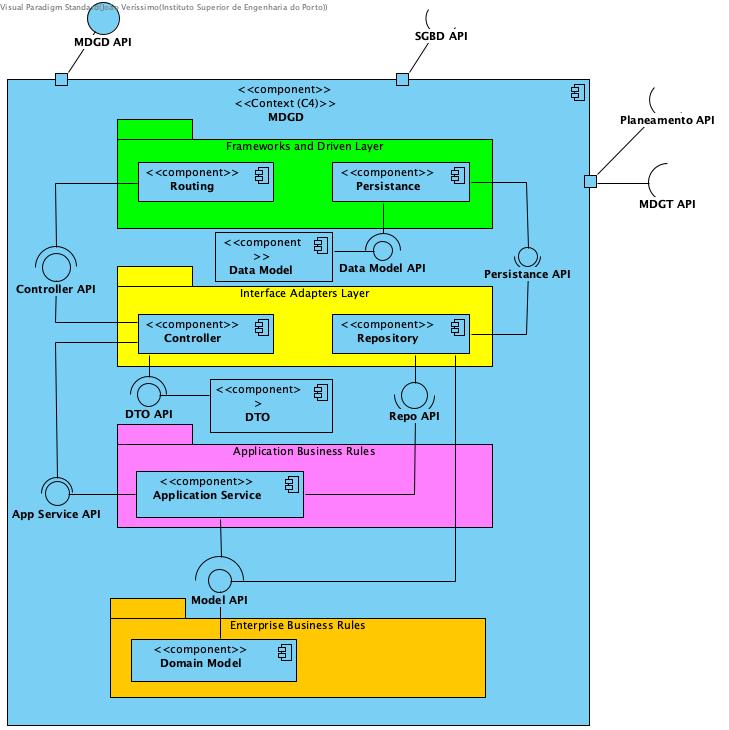 Visual Paradigm Standard(João Veríssimo(Instituto Superior de Engenharia do Porto))
MDGD API
SGBD API
<<component>>
<<Context (C4)>>
MDGD
Planeamento API
MDGT API
Frameworks and Driven Layer
<<component>>
Routing
<<component>>
Persistance
<<component
>>
Data Model
Data Model API
Controller API
Persistance API
Interface Adapters Layer
<<component>>
Controller
<<component>>
Repository
DTO API
<<component>
>
DTO
Repo API
Application Business Rules
<<component>>
Application Service
App Service API
Model API
Enterprise Business Rules
<<component>>
Domain Model